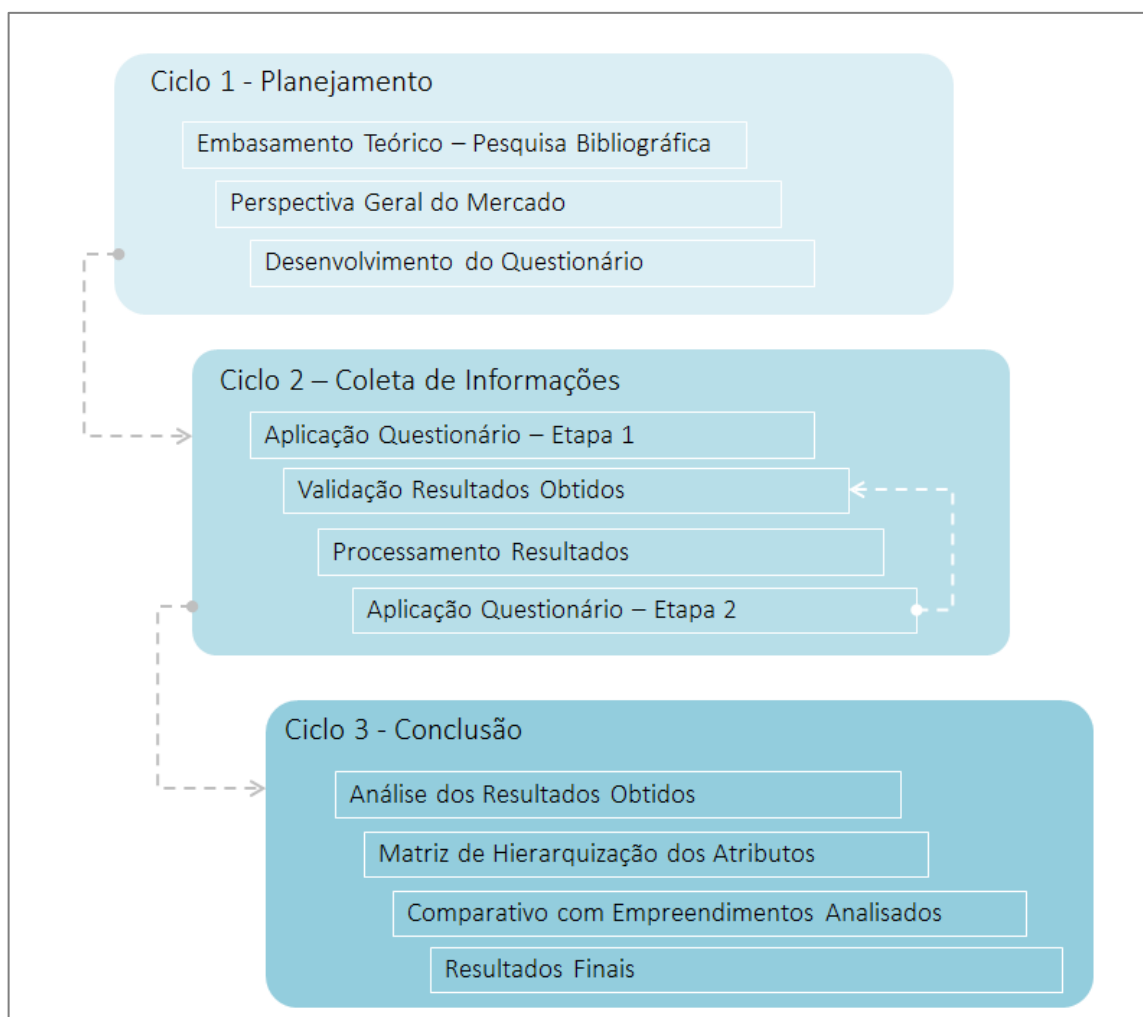 Ciclo 1 - Planejamento
Embasamento Teórico – Pesquisa Bibliográfica
Perspectiva Geral do Mercado
Desenvolvimento do Questionário
Ciclo 2 – Coleta de Informações
Aplicação Questionário – Etapa 1
Validação Resultados Obtidos
Processamento Resultados
Aplicação Questionário – Etapa 2
Ciclo 3 - Conclusão
Análise dos Resultados Obtidos
Matriz de Hierarquização dos Atributos
Comparativo com Empreendimentos Analisados
Resultados Finais